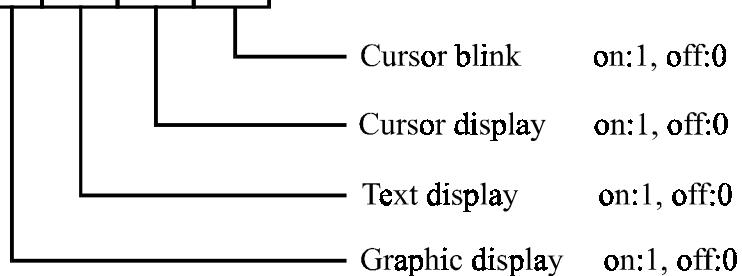 Cursor blink on:1, off:0
Cursor display on:1, off:0
Text display on:1, off:0
Graphic display on:1, off:0